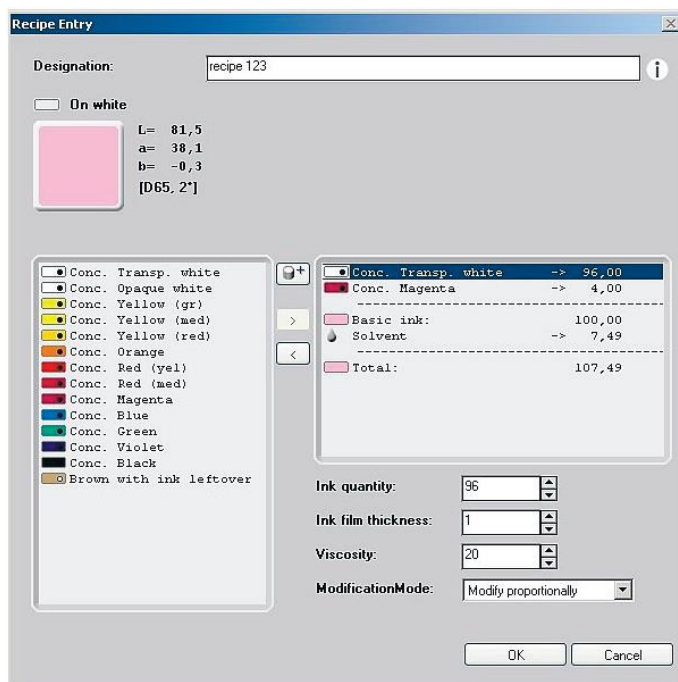 Recipe Entry
Designation:
recipe 123
On white
L= 81,5
a= 38,1
b= -0,3
[D65, 2°]
Conc. Transp. white
Conc. Opaque white
Conc. Yellow (gr)
Conc. Yellow (med)
Conc. Yellow (red)
Conc. Orange
Conc. Red (yel)
Conc. Red (med)
Conc. Magenta
Conc. Blue
Conc. Green
Conc. Violet
Conc. Black
Brown with ink leftover
+
>
<
Conc. Transp. white -> 96,00
Conc. Magenta -> 4,00
Basic ink: 100,00
Solvent -> 7,49
Total: 107,49
Ink quantity: 96
Ink film thickness: 1
Viscosity: 20
ModificationMode: Modify proportionally
OK
Cancel